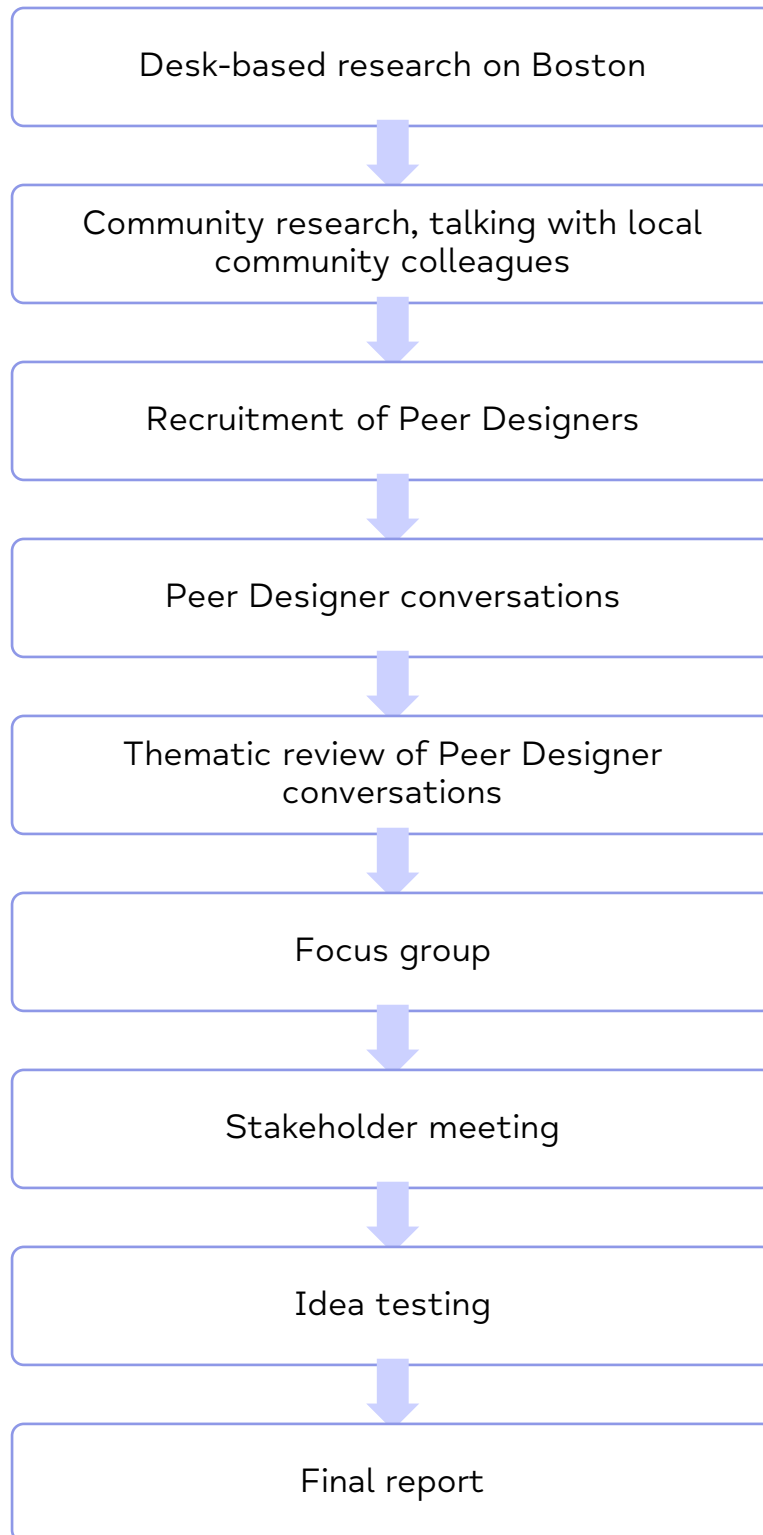 Desk-based research on Boston
Community research, talking with local
community colleagues
Recruitment of Peer Designers
Peer Designer conversations
Thematic review of Peer Designer
conversations
Focus group
Stakeholder meeting
Idea testing
Final report